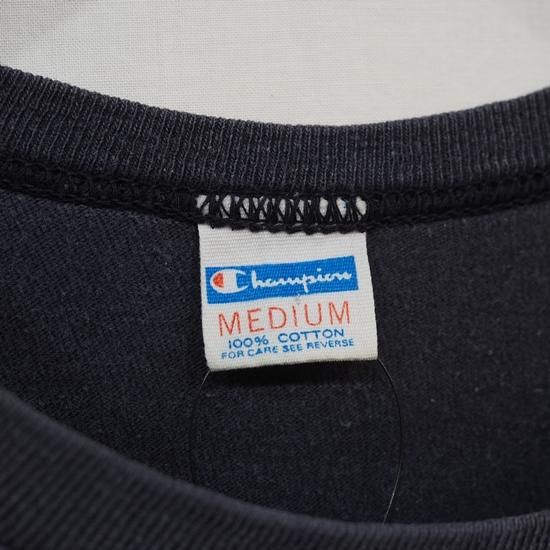 Champion
MEDIUM
100% COTTON
FOR CARE SEE REVERSE